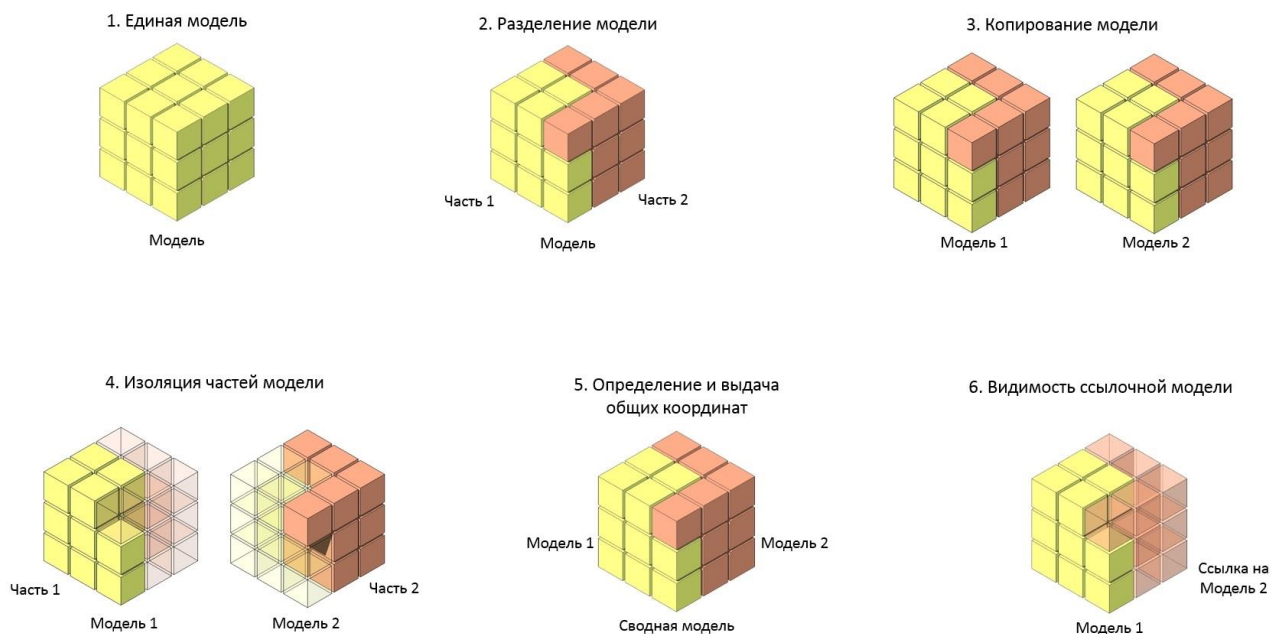 1. Единая модель
2. Разделение модели
3. Копирование модели
Часть 1
Часть 2
Модель
Модель
Модель 1
Модель 2
4. Изоляция частей модели
5. Определение и выдача
общих координат
6. Видимость ссылочной модели
Модель 1
Модель 2
Часть 1
Часть 2
Ссылка на
Модель 2
Модель 1
Модель 2
Сводная модель
Модель 1